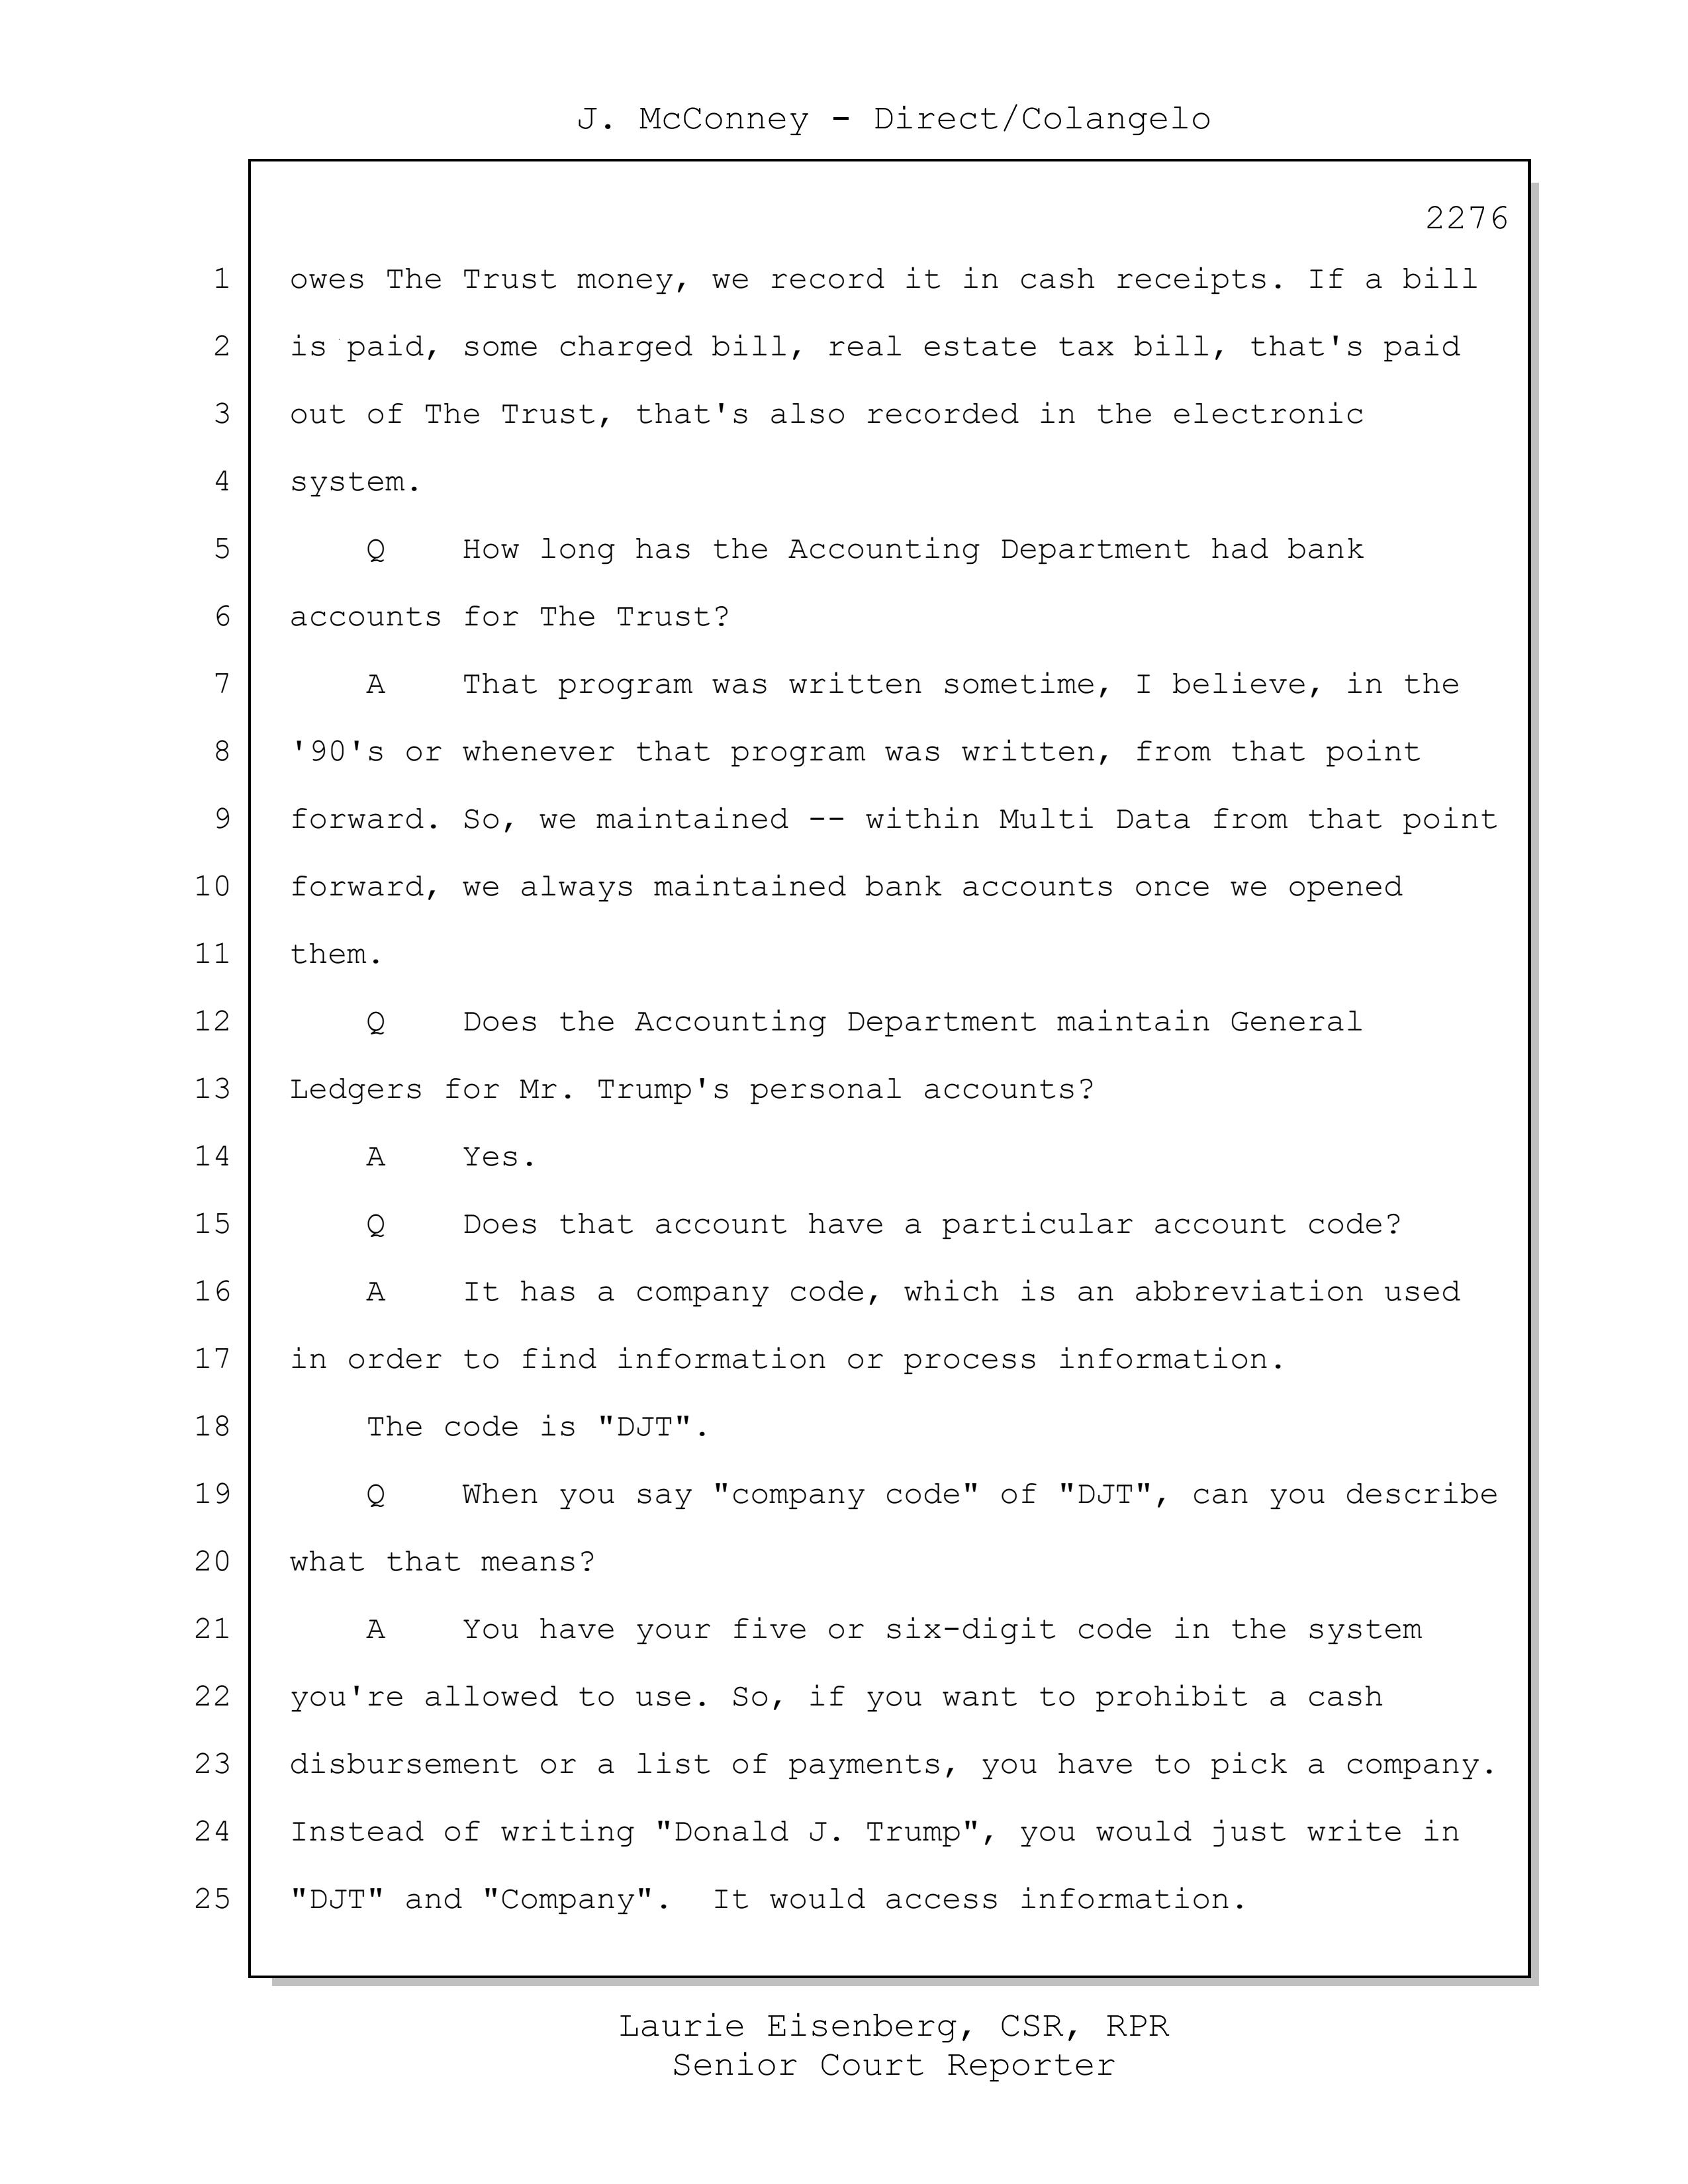 J. McConney - Direct/Colangelo
2276
1 owes The Trust money, we record it in cash receipts. If a bill
2 is paid, some charged bill, real estate tax bill, that's paid
3 out of The Trust, that's also recorded in the electronic
4 system.
5 Q How long has the Accounting Department had bank
6 accounts for The Trust?
7 A That program was written sometime, I believe, in the
8 '90's or whenever that program was written, from that point
9 forward. So, we maintained -- within Multi Data from that point
10 forward, we always maintained bank accounts once we opened
11 them.
12 Q Does the Accounting Department maintain General
13 Ledgers for Mr. Trump's personal accounts?
14 A Yes.
15 Q Does that account have a particular account code?
16 A It has a company code, which is an abbreviation used
17 in order to find information or process information.
18 The code is "DJT".
19 Q When you say "company code" of "DJT", can you describe
20 what that means?
21 A You have your five or six-digit code in the system
22 you're allowed to use. So, if you want to prohibit a cash
23 disbursement or a list of payments, you have to pick a company.
24 Instead of writing "Donald J. Trump", you would just write in
25 "DJT" and "Company".  It would access information.
Laurie Eisenberg, CSR, RPR
Senior Court Reporter